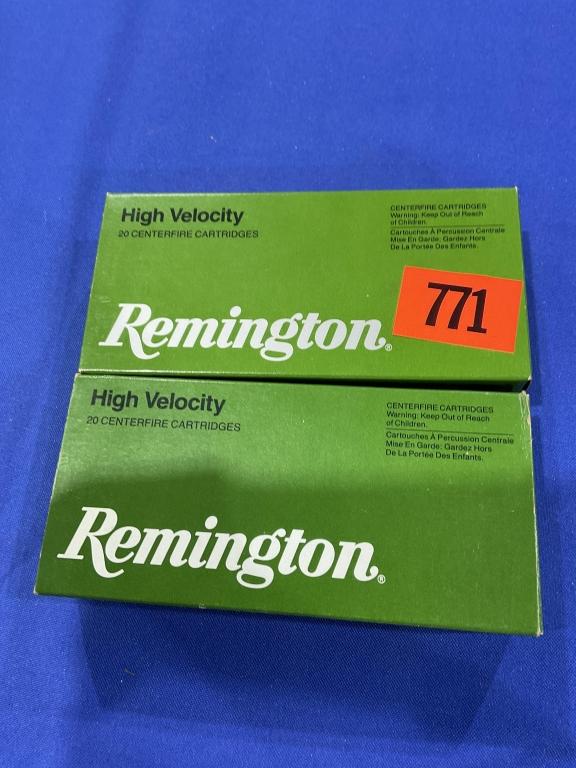 High Velocity
20 CENTERFIRE CARTRIDGES
CENTERFIRE CARTRIDGES
Warning: Keep Out of Reach
of Children.
Cartouches À Percussion Centrale
Mise En Garde: Gardez Hors
De La Portée Des Enfants.
771
Remington®
High Velocity
20 CENTERFIRE CARTRIDGES
CENTERFIRE CARTRIDGES
Warning: Keep Out of Reach
of Children.
Cartouches À Percussion Centrale
Mise En Garde: Gardez Hors
De La Portée Des Enfants.
Remington®